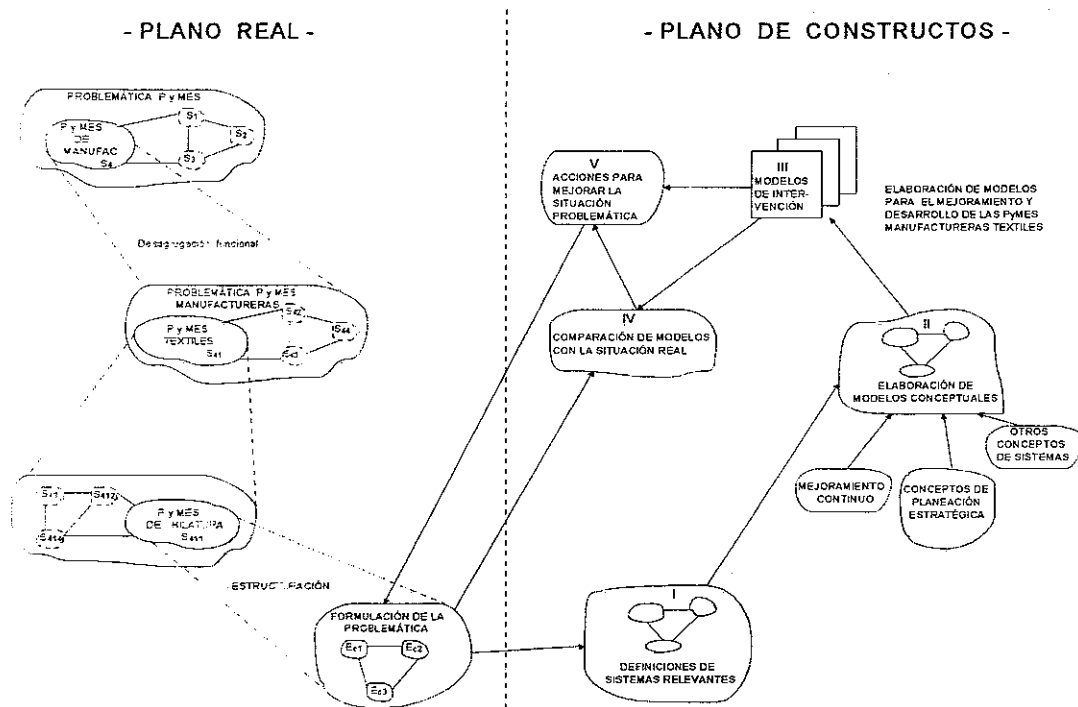 - PLANO REAL -
PROBLEMÁTICA P y MES
P y MES
DE
MANUFAC
S4
S1
S2
S3
Desagregación funcional
PROBLEMÁTICA P y MES
MANUFACTURERAS
P y MES
TEXTILES
S41
S42
S44
P y MES
DE HILATURA
S411
S412
S414
ESTRUCTURACIÓN
FORMULACIÓN DE LA
PROBLEMÁTICA
Ec1
Ec2
Ec3
- PLANO DE CONSTRUCTOS -
V
ACCIONES PARA
MEJORAR LA
SITUACIÓN
PROBLEMÁTICA
III
MODELOS
DE INTER-
VENCIÓN
ELABORACIÓN DE MODELOS
PARA EL MEJORAMIENTO Y
DESARROLLO DE LAS PyMES
MANUFACTURERAS TEXTILES
IV
COMPARACIÓN DE MODELOS
CON LA SITUACIÓN REAL
II
ELABORACIÓN DE
MODELOS CONCEPTUALES
OTROS
CONCEPTOS
DE SISTEMAS
MEJORAMIENTO
CONTINUO
CONCEPTOS DE
PLANEACIÓN
ESTRATÉGICA
I
DEFINICIONES DE
SISTEMAS RELEVANTES